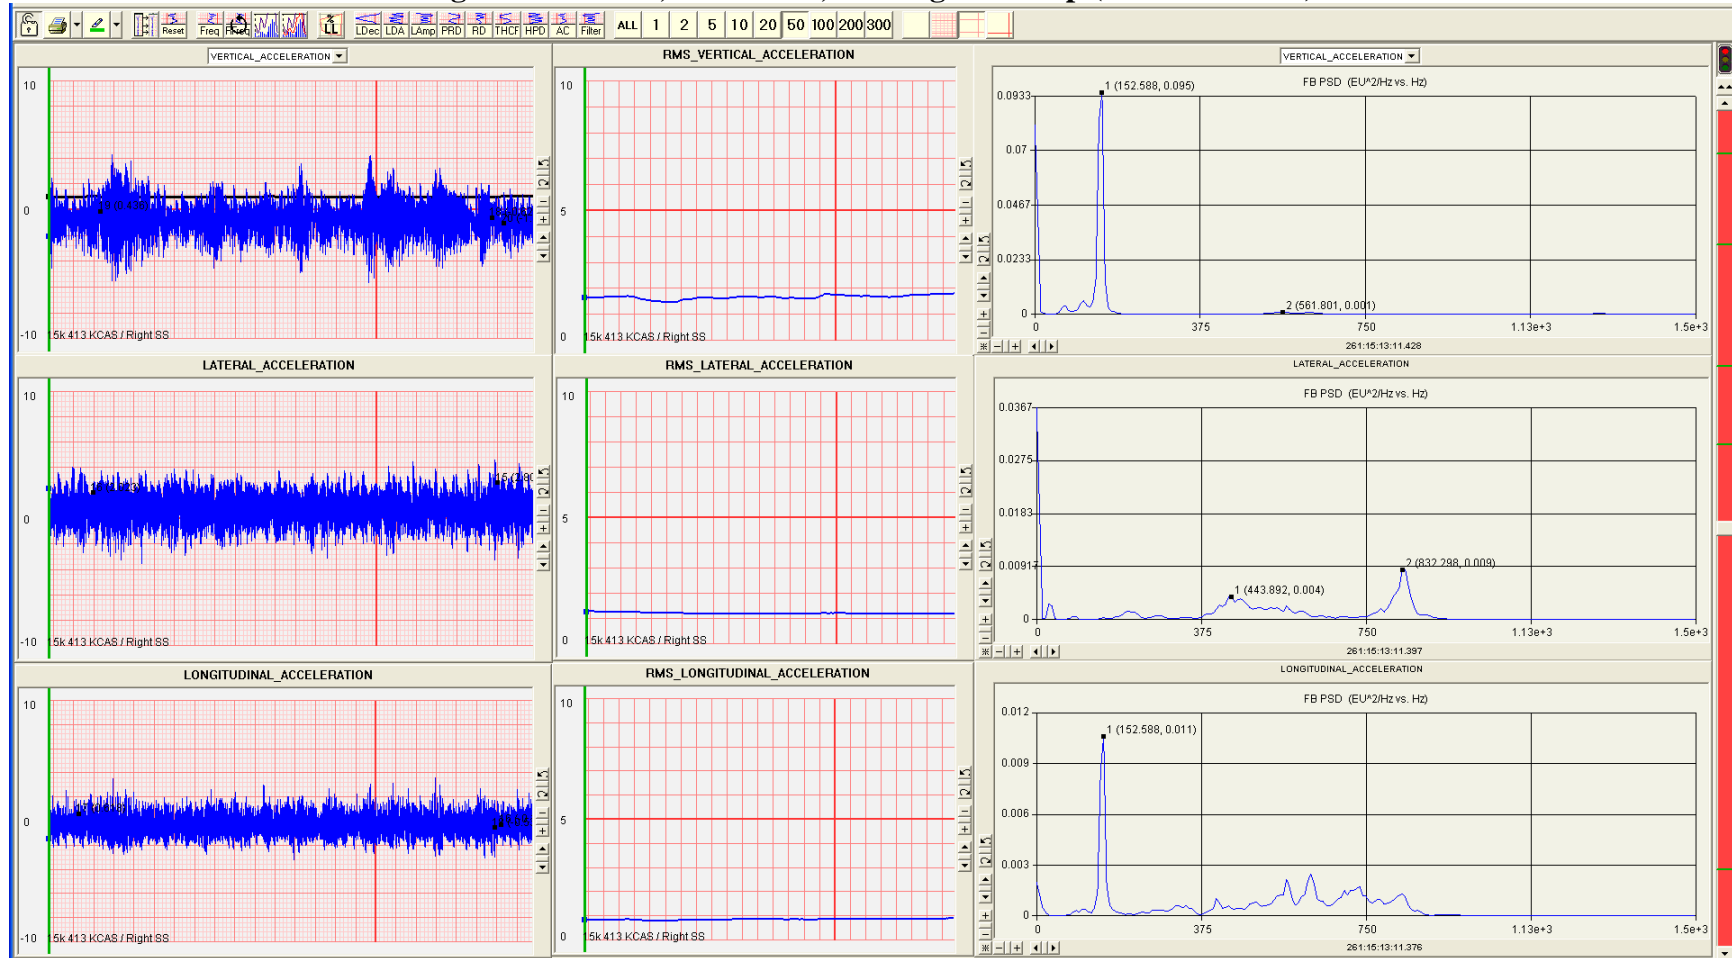 Reset Freq LL LDec LDA LAmp PRD RD THCF HPD AC Filter ALL 1 2 5 10 20 50 100 200 300
VERTICAL_ACCELERATION
10
0
-10
15k 413 KCAS / Right SS
RMS_VERTICAL_ACCELERATION
10
5
0
15k 413 KCAS / Right SS
VERTICAL_ACCELERATION
FB PSD (EU^2/Hz vs. Hz)
1 (152.588, 0.095)
0.0933
0.07
0.0467
0.0233
0
2 (561.801, 0.001)
0 375 750 1.13e+3 1.5e+3
261:15:13:11.428
LATERAL_ACCELERATION
10
0
-10
15k 413 KCAS / Right SS
RMS_LATERAL_ACCELERATION
10
5
0
15k 413 KCAS / Right SS
LATERAL_ACCELERATION
FB PSD (EU^2/Hz vs. Hz)
0.0367
0.0275
0.0183
0.00917
0
1 (443.892, 0.004)
2 (832.298, 0.009)
0 375 750 1.13e+3 1.5e+3
261:15:13:11.397
LONGITUDINAL_ACCELERATION
10
0
-10
15k 413 KCAS / Right SS
RMS_LONGITUDINAL_ACCELERATION
10
5
0
15k 413 KCAS / Right SS
LONGITUDINAL_ACCELERATION
FB PSD (EU^2/Hz vs. Hz)
0.012
0.009
0.006
0.003
0
1 (152.588, 0.011)
0 375 750 1.13e+3 1.5e+3
261:15:13:11.376